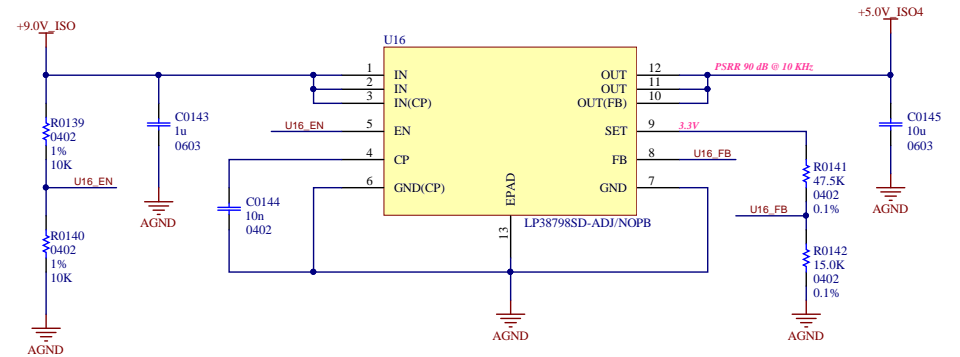 +9.0V_ISO
+5.0V_ISO4
U16
1 IN
2 IN
3 IN(CP)
U16_EN 5 EN
4 CP
6 GND(CP)
OUT 12
OUT 11
OUT(FB) 10
SET 9
FB 8 U16_FB
GND 7
EPAD
13
LP38798SD-ADJ/NOPB
PSRR 90 dB @ 10 KHz
3.3V
R0139
0402
1%
10K
U16_EN
R0140
0402
1%
10K
AGND
C0143
1u
0603
AGND
C0144
10n
0402
AGND
R0141
47.5K
0402
0.1%
U16_FB
R0142
15.0K
0402
0.1%
AGND
C0145
10u
0603
AGND